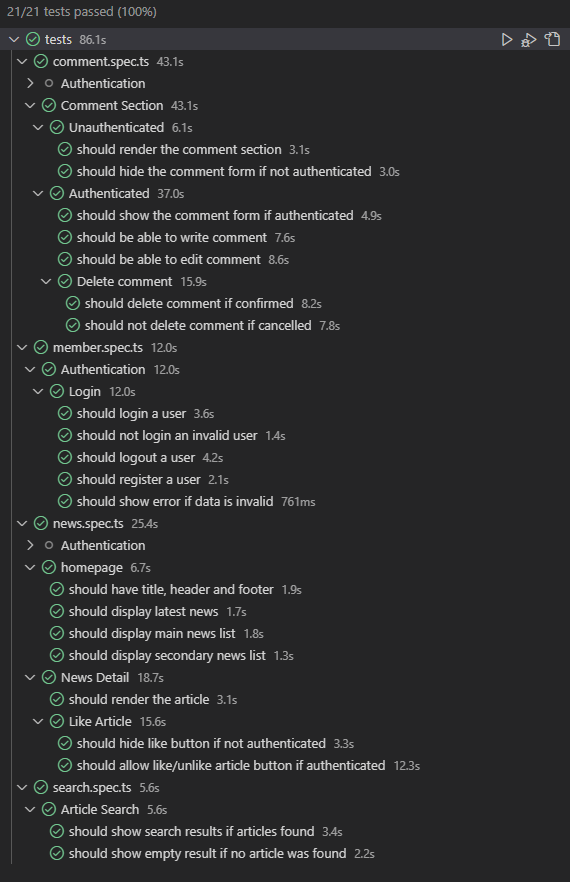 21/21 tests passed (100%)
tests 86.1s
comment.spec.ts 43.1s
Authentication
Comment Section 43.1s
Unauthenticated 6.1s
should render the comment section 3.1s
should hide the comment form if not authenticated 3.0s
Authenticated 37.0s
should show the comment form if authenticated 4.9s
should be able to write comment 7.6s
should be able to edit comment 8.6s
Delete comment 15.9s
should delete comment if confirmed 8.2s
should not delete comment if cancelled 7.8s
member.spec.ts 12.0s
Authentication 12.0s
Login 12.0s
should login a user 3.6s
should not login an invalid user 1.4s
should logout a user 4.2s
should register a user 2.1s
should show error if data is invalid 761ms
news.spec.ts 25.4s
Authentication
homepage 6.7s
should have title, header and footer 1.9s
should display latest news 1.7s
should display main news list 1.8s
should display secondary news list 1.3s
News Detail 18.7s
should render the article 3.1s
Like Article 15.6s
should hide like button if not authenticated 3.3s
should allow like/unlike article button if authenticated 12.3s
search.spec.ts 5.6s
Article Search 5.6s
should show search results if articles found 3.4s
should show empty result if no article was found 2.2s